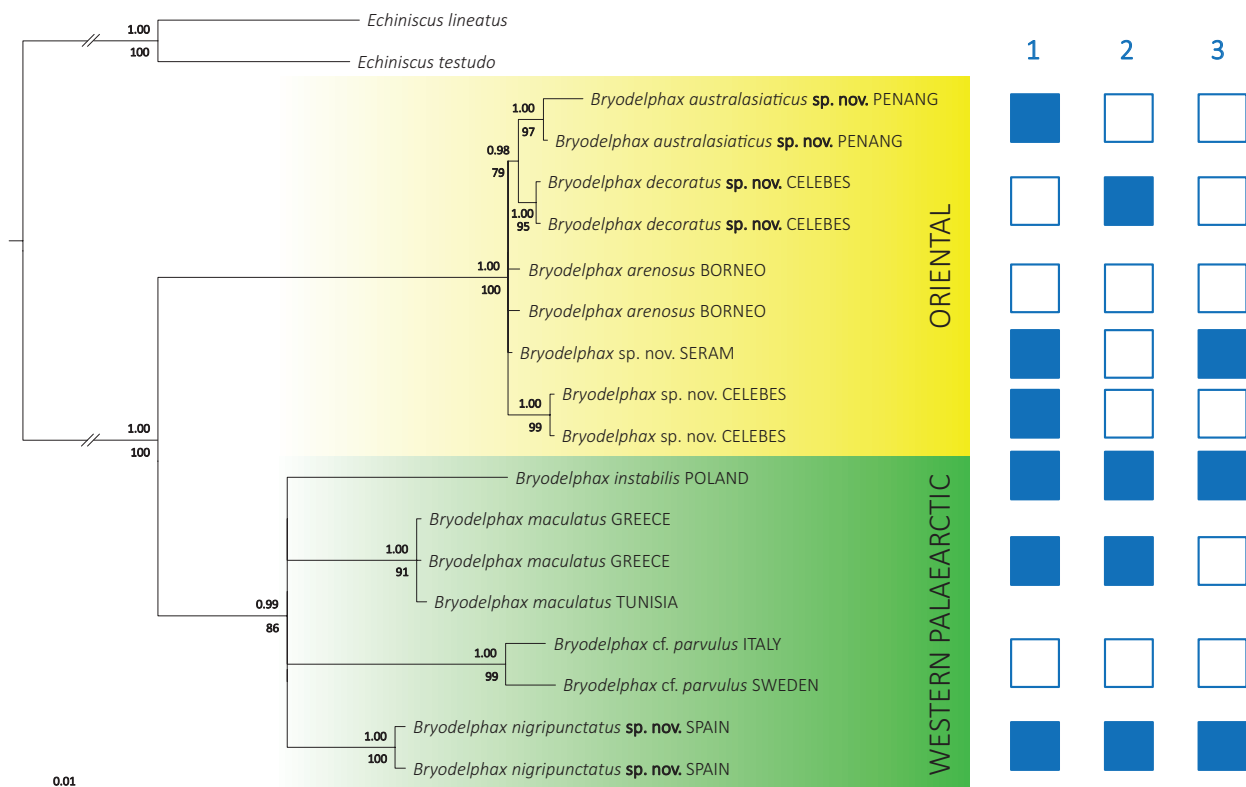 1.00
100
Echiniscus lineatus
Echiniscus testudo
1 2 3
1.00
97
Bryodelphax australasiaticus sp. nov. PENANG
Bryodelphax australasiaticus sp. nov. PENANG
0.98
79
Bryodelphax decoratus sp. nov. CELEBES
1.00
95
Bryodelphax decoratus sp. nov. CELEBES
1.00
100
Bryodelphax arenosus BORNEO
Bryodelphax arenosus BORNEO
Bryodelphax sp. nov. SERAM
1.00
99
Bryodelphax sp. nov. CELEBES
Bryodelphax sp. nov. CELEBES
ORIENTAL
1.00
100
Bryodelphax instabilis POLAND
Bryodelphax maculatus GREECE
1.00
91
Bryodelphax maculatus GREECE
Bryodelphax maculatus TUNISIA
0.99
86
Bryodelphax cf. parvulus ITALY
1.00
99
Bryodelphax cf. parvulus SWEDEN
Bryodelphax nigripunctatus sp. nov. SPAIN
1.00
100
Bryodelphax nigripunctatus sp. nov. SPAIN
WESTERN PALAEARCTIC
0.01